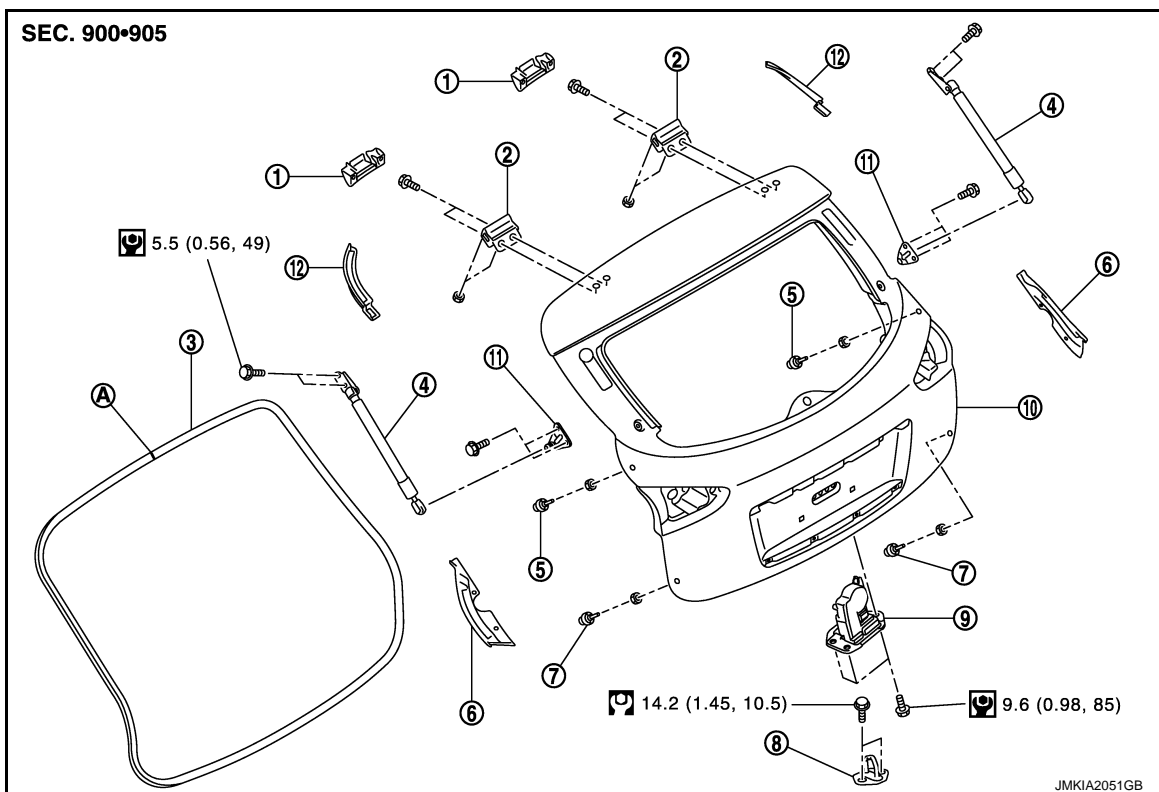 SEC. 900•905
① ② ⑫ ④
① ② ⑪
5.5 (0.56, 49)
⑫ ⑥
⑤
③ ⑪
Ⓐ ④ ⑩
⑤ ⑦
⑦ ⑨
⑥ 14.2 (1.45, 10.5) 9.6 (0.98, 85)
⑧
JMKIA2051GB